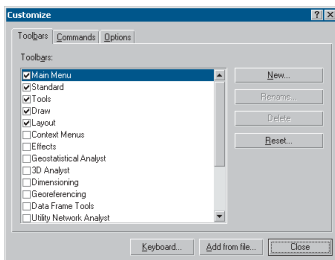 Customize
Toolbars Commands Options
Toolbars:
Main Menu
Standard
Tools
Draw
Layout
Context Menus
Effects
Geostatistical Analyst
3D Analyst
Dimensioning
Georeferencing
Data Frame Tools
Utility Network Analyst
New...
Rename...
Delete
Reset...
Keyboard... Add from file... Close